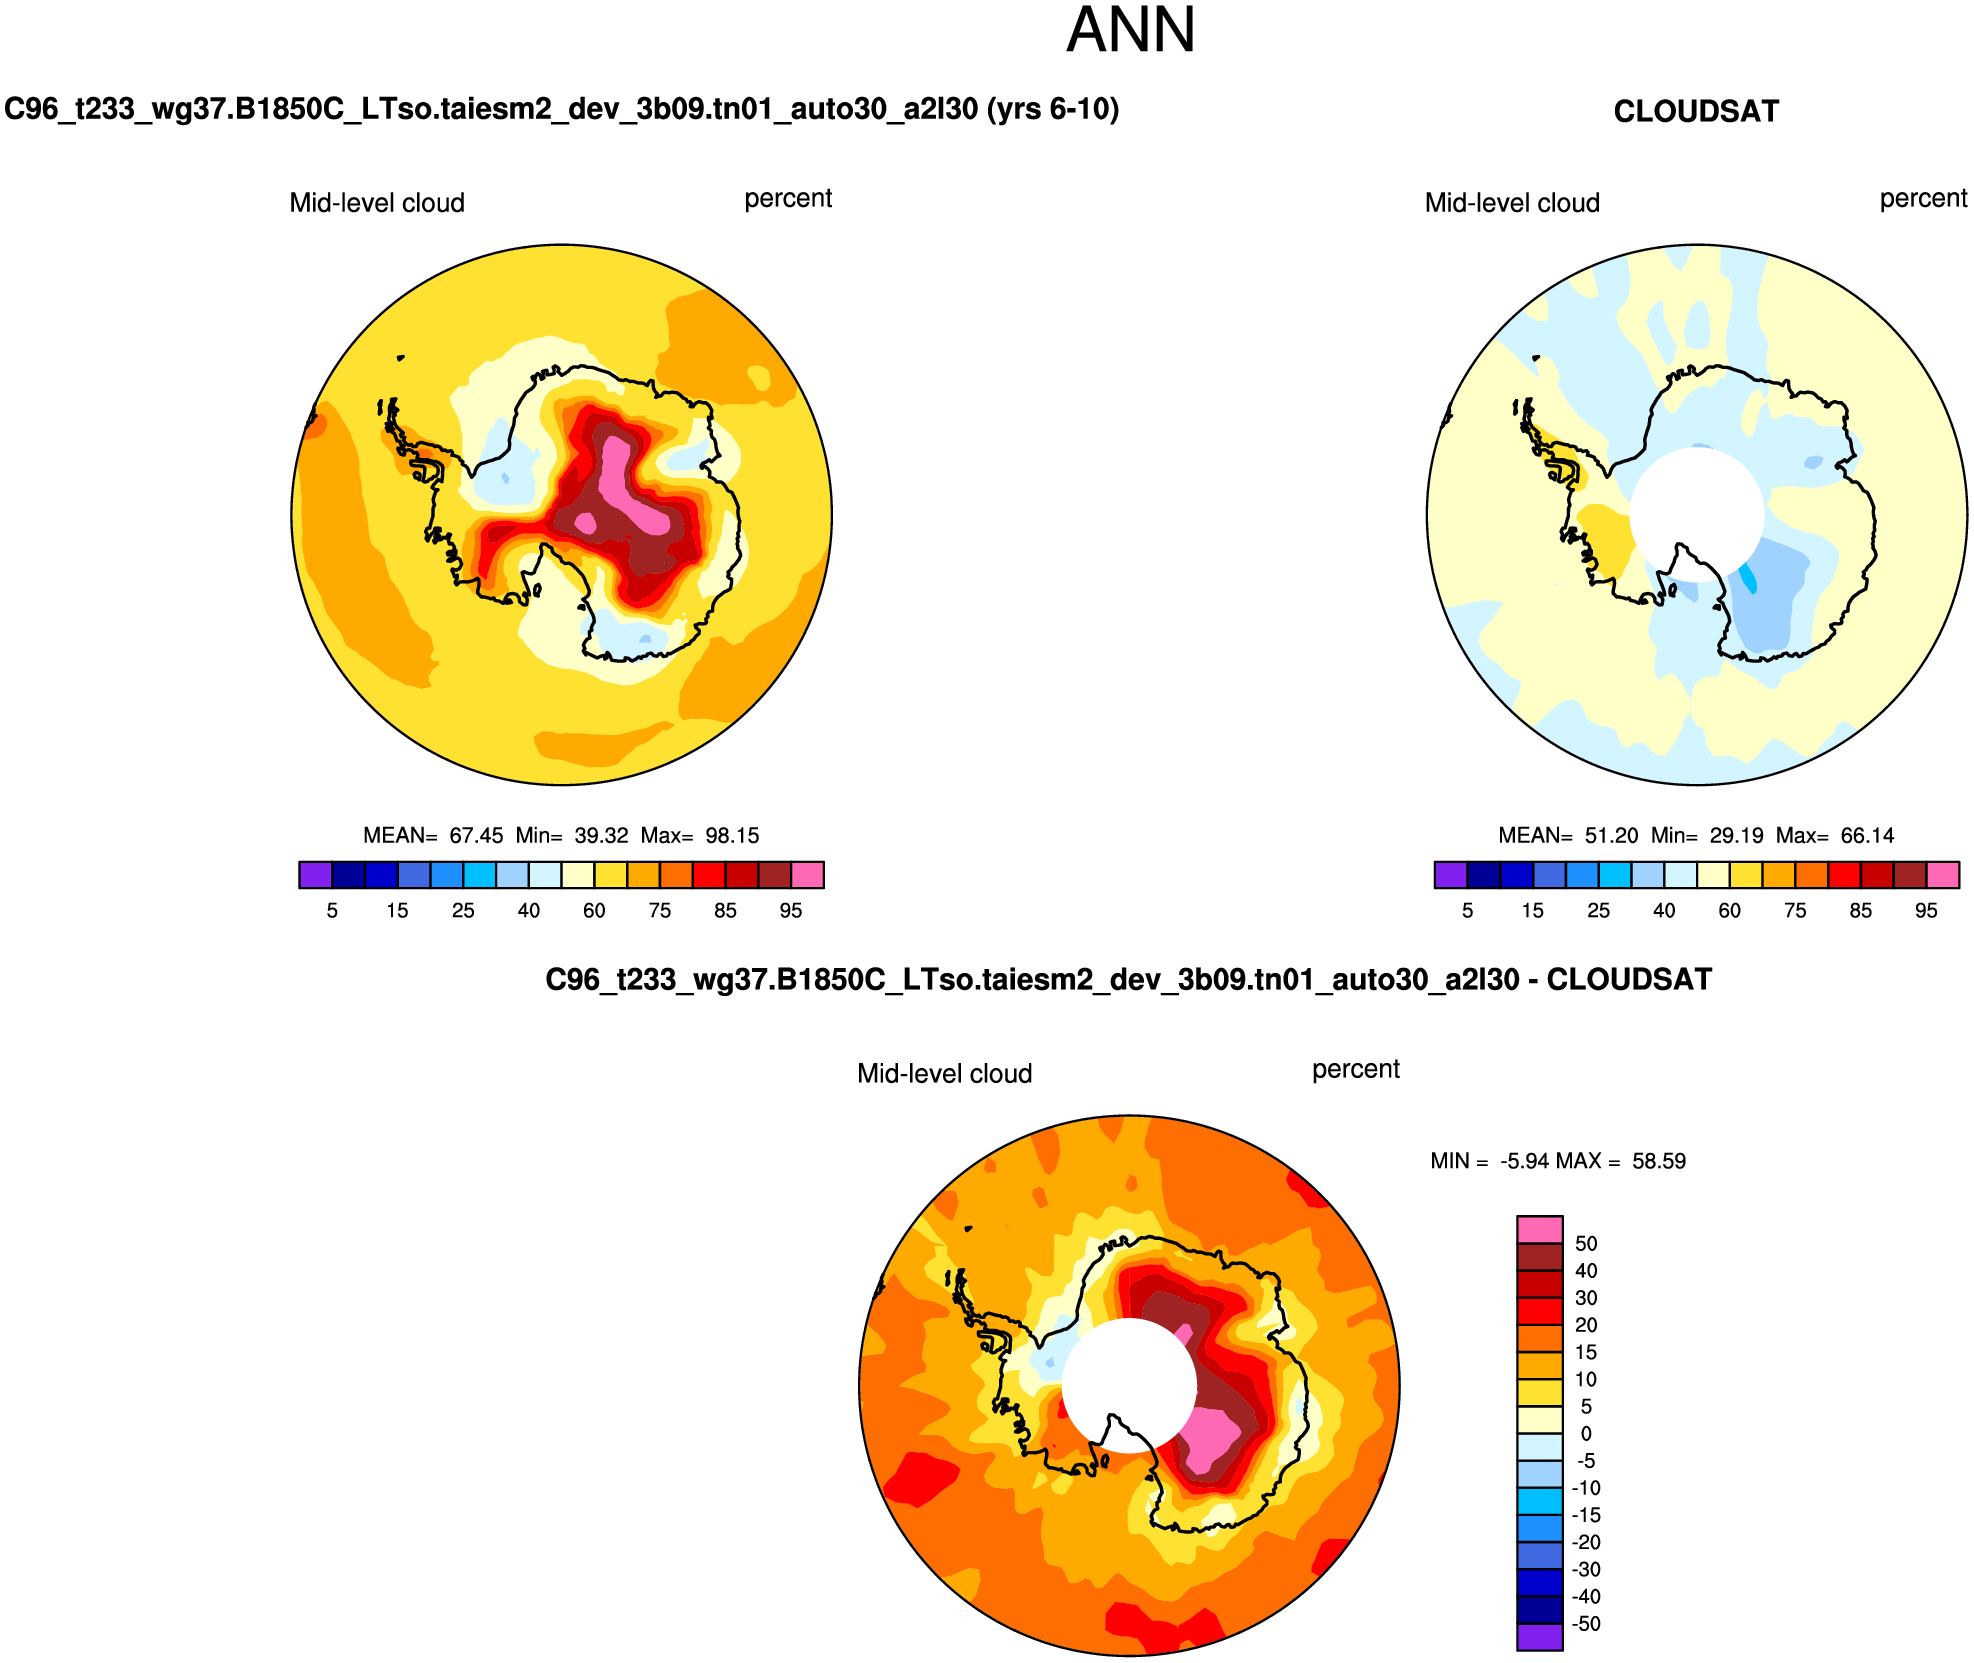 ANN
C96_t233_wg37.B1850C_LTso.taiesm2_dev_3b09.tn01_auto30_a2l30 (yrs 6-10)
CLOUDSAT
Mid-level cloud percent
Mid-level cloud percent
MEAN= 67.45 Min= 39.32 Max= 98.15
MEAN= 51.20 Min= 29.19 Max= 66.14
5 15 25 40 60 75 85 95
5 15 25 40 60 75 85 95
C96_t233_wg37.B1850C_LTso.taiesm2_dev_3b09.tn01_auto30_a2l30 - CLOUDSAT
Mid-level cloud percent
MIN = -5.94 MAX = 58.59
50
40
30
20
15
10
5
0
-5
-10
-15
-20
-30
-40
-50